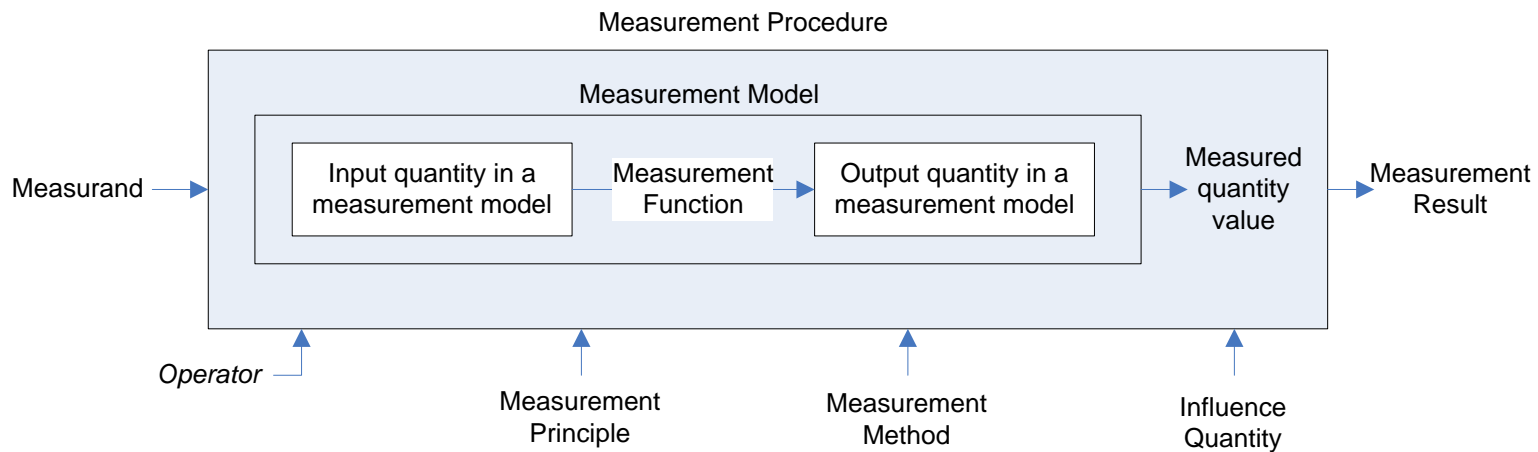 Measurement Procedure
Measurement Model
Measurand
Input quantity in a
measurement model
Measurement
Function
Output quantity in a
measurement model
Measured
quantity
value
Measurement
Result
Operator
Measurement
Principle
Measurement
Method
Influence
Quantity